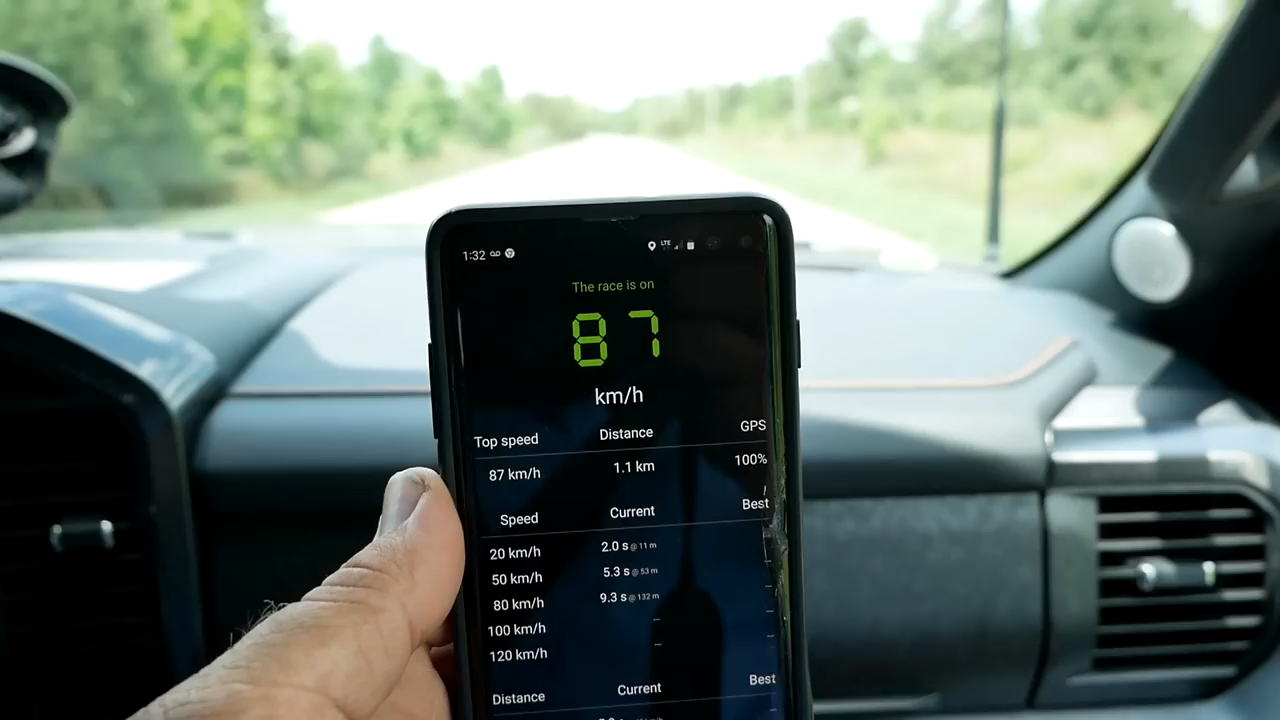 1:32 LTE
The race is on
87
km/h
Top speed Distance GPS
87 km/h 1.1 km 100%
Speed Current Best
20 km/h 2.0 s @ 11 m
50 km/h 5.3 s @ 53 m --
80 km/h 9.3 s @ 132 m --
100 km/h -- --
120 km/h -- --
Distance Current Best